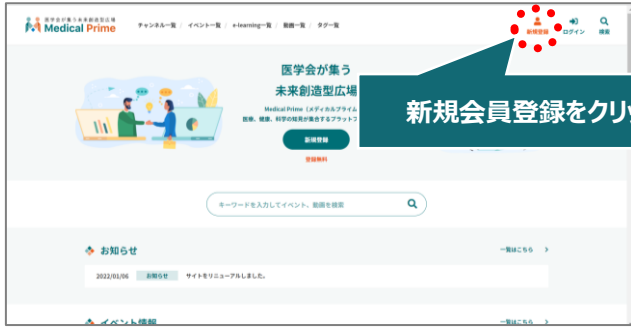 医学会が集う未来創造型広場
Medical Prime
チャンネル一覧 / イベント一覧 / e-learning一覧 / 動画一覧 / タグ一覧
新規登録
ログイン
検索
医学会が集う
未来創造型広場
Medical Prime（メディカルプライム
医療、健康、科学の知見が集合するプラットフ
新規登録
登録無料
新規会員登録をクリッ
キーワードを入力してイベント、動画を検索
お知らせ
一覧はこちら
2022/01/06 お知らせ サイトをリニューアルしました。
イベント情報
一覧はこちら